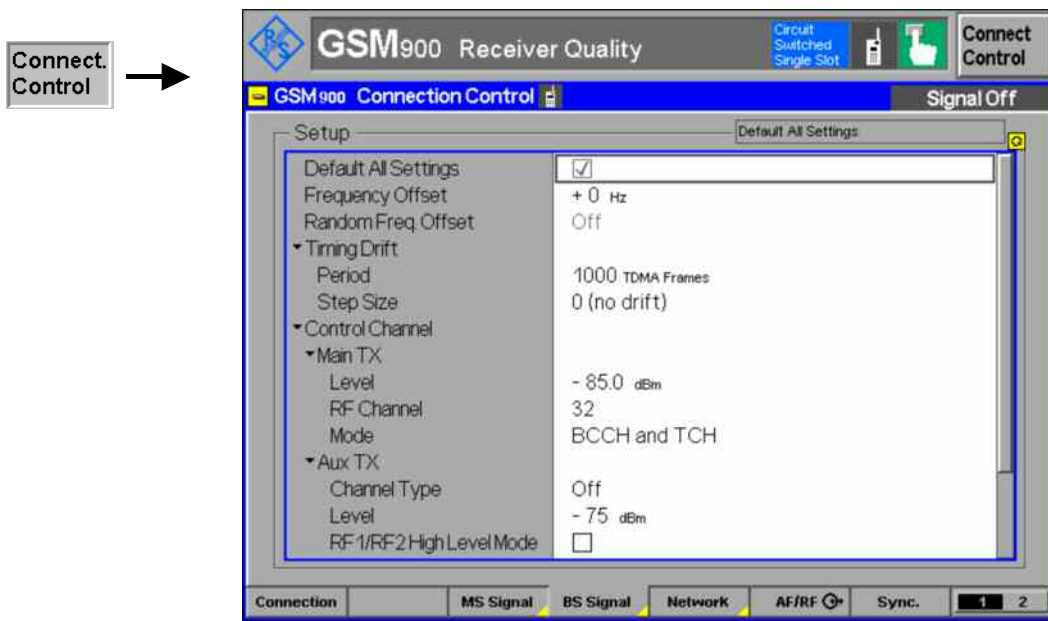 Connect.
Control
R S
GSM900 Receiver Quality
Circuit
Switched
Single Slot
Connect
Control
GSM900 Connection Control
Signal Off
Setup
Default All Settings
Default All Settings
Frequency Offset + 0 Hz
Random Freq. Offset Off
Timing Drift
Period 1000 TDMA Frames
Step Size 0 (no drift)
Control Channel
Main TX
Level - 85.0 dBm
RF Channel 32
Mode BCCH and TCH
Aux TX
Channel Type Off
Level - 75 dBm
RF1/RF2 High Level Mode
Connection MS Signal BS Signal Network AF/RF Sync. 1 2